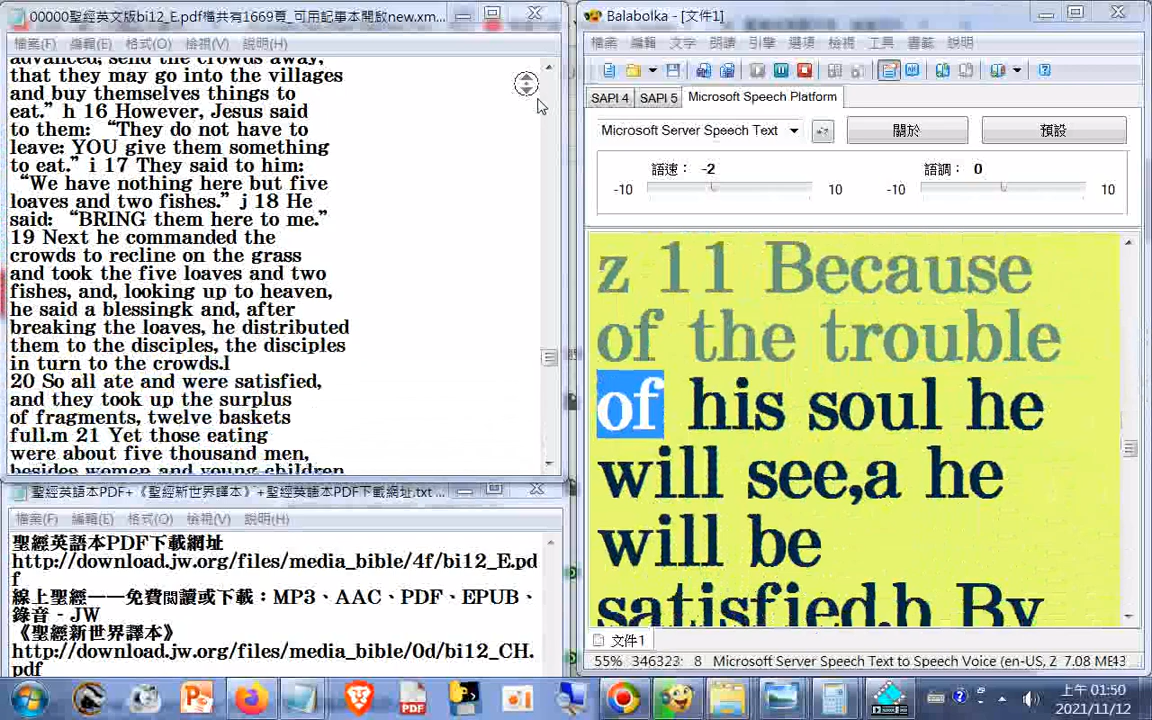 00000聖經英文版bi12_E.pdf檔共有1669頁_可用記事本開啟new.xm...
檔案(F) 編輯(E) 格式(O) 檢視(V) 說明(H)
advanced; send the crowds away,
that they may go into the villages
and buy themselves things to
eat.” h 16 However, Jesus said
to them: “They do not have to
leave: YOU give them something
to eat.” i 17 They said to him:
“We have nothing here but five
loaves and two fishes.” j 18 He
said: “BRING them here to me.”
19 Next he commanded the
crowds to recline on the grass
and took the five loaves and two
fishes, and, looking up to heaven,
he said a blessingk and, after
breaking the loaves, he distributed
them to the disciples, the disciples
in turn to the crowds.l
20 So all ate and were satisfied,
and they took up the surplus
of fragments, twelve baskets
full.m 21 Yet those eating
were about five thousand men,
besides women and young children
聖經英語本PDF+《聖經新世界譯本》+聖經英語本PDF下載網址.txt ...
檔案(F) 編輯(E) 格式(O) 檢視(V) 說明(H)
聖經英語本PDF下載網址
http://download.jw.org/files/media_bible/4f/bi12_E.pd
f
線上聖經——免費閱讀或下載：MP3、AAC、PDF、EPUB、
錄音 - JW
《聖經新世界譯本》
http://download.jw.org/files/media_bible/0d/bi12_CH.
pdf
Balabolka - [文件1]
檔案 編輯 文字 朗讀 引擎 選項 檢視 工具 書籤 說明
SAPI 4 SAPI 5 Microsoft Speech Platform
Microsoft Server Speech Text 關於 預設
語速： -2 語調： 0
-10 10 -10 10
z 11 Because
of the trouble
of his soul he
will see,a he
will be
satisfied.b By
文件1
55% 346323: 8 Microsoft Server Speech Text to Speech Voice (en-US, Z 7.08 ME43
上午 01:50
2021/11/12